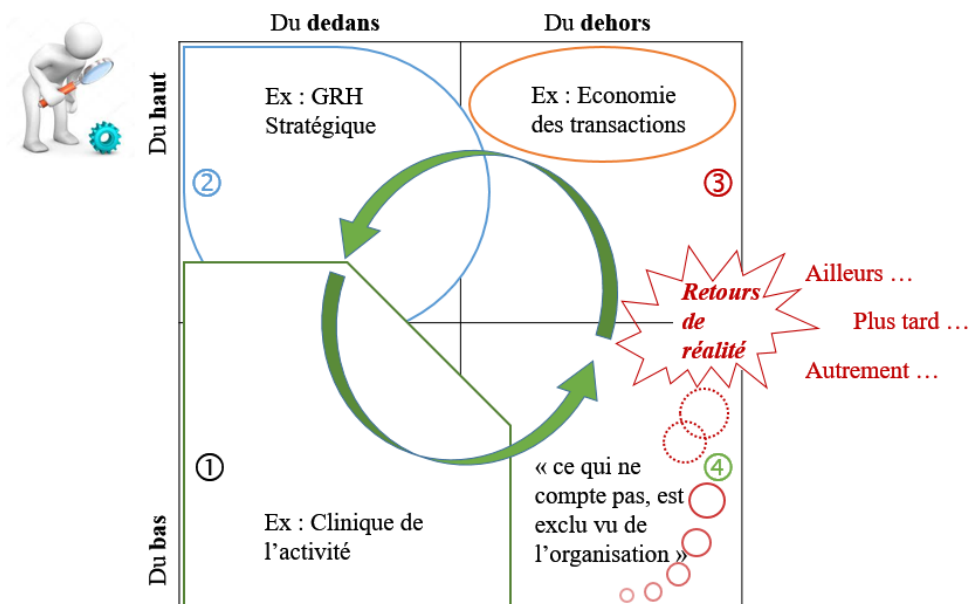 Du dedans
Du dehors
Du haut
Ex : GRH
Stratégique
Ex : Economie
des transactions
②
③
Retours
de
réalité
Ailleurs …
Plus tard …
Autrement …
Du bas
①
Ex : Clinique de
l’activité
④
« ce qui ne
compte pas, est
exclu vu de
l’organisation »